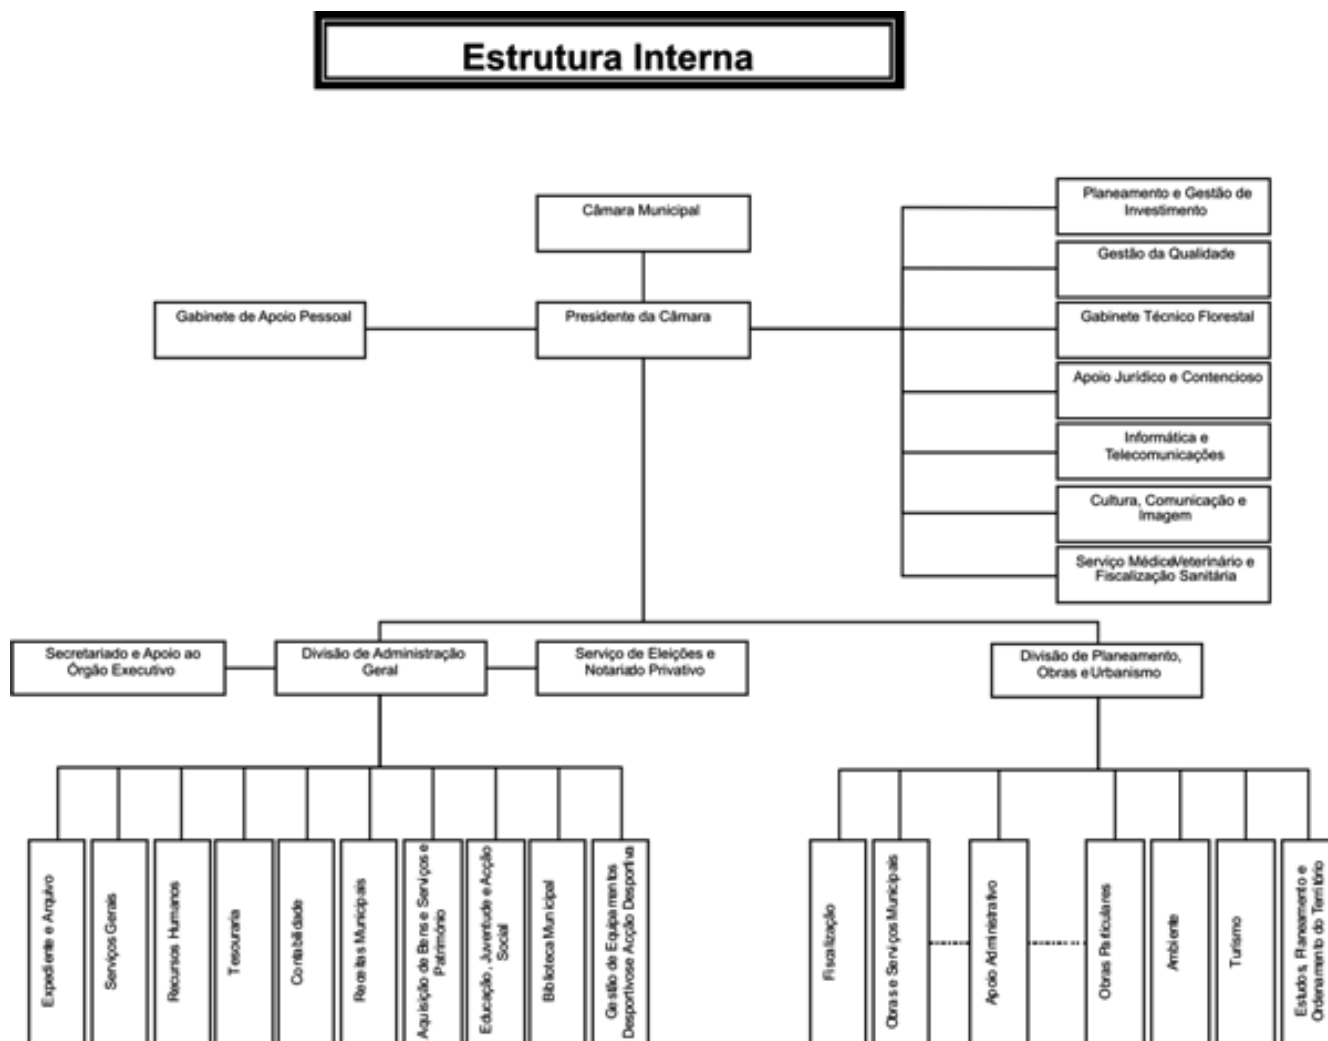 Estrutura Interna
Câmara Municipal
Planeamento e Gestão de
Investimento
Gestão da Qualidade
Gabinete de Apoio Pessoal
Presidente da Câmara
Gabinete Técnico Florestal
Apoio Jurídico e Contencioso
Informática e
Telecomunicações
Cultura, Comunicação e
Imagem
Serviço MédicoVeterinário e
Fiscalização Sanitária
Secretariado e Apoio ao
Órgão Executivo
Divisão de Administração
Geral
Serviço de Eleições e
Notariado Privativo
Divisão de Planeamento,
Obras e Urbanismo
Expediente e Arquivo
Serviços Gerais
Recursos Humanos
Tesouraria
Contabilidade
Receitas Municipais
Aquisição de Bens e Serviços e
Património
Educação, Juventude e Acção
Social
Biblioteca Municipal
Gestão de Equipamentos
Desportivos e Acção Desportiva
Fiscalização
Obras e Serviços Municipais
Apoio Administrativo
Obras Particulares
Ambiente
Turismo
Estudos, Planeamento e
Ordenamento do Território